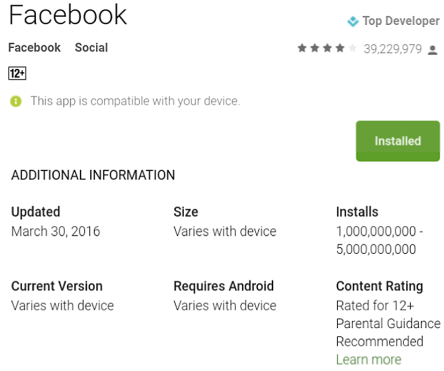 Facebook
Top Developer
Facebook Social
39,229,979
12+
This app is compatible with your device.
Installed
ADDITIONAL INFORMATION
Updated Size Installs
March 30, 2016 Varies with device 1,000,000,000 -
5,000,000,000
Current Version Requires Android Content Rating
Varies with device Varies with device Rated for 12+
Parental Guidance
Recommended
Learn more